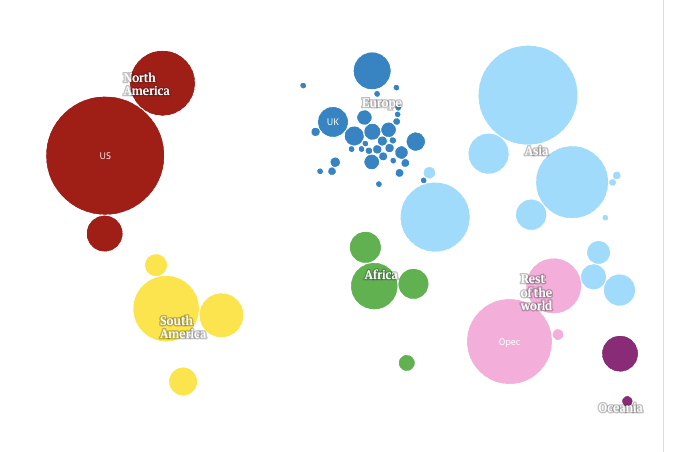 North
America
US
Europe
UK
Asia
South
America
Africa
Rest
of the
world
Opec
Oceania